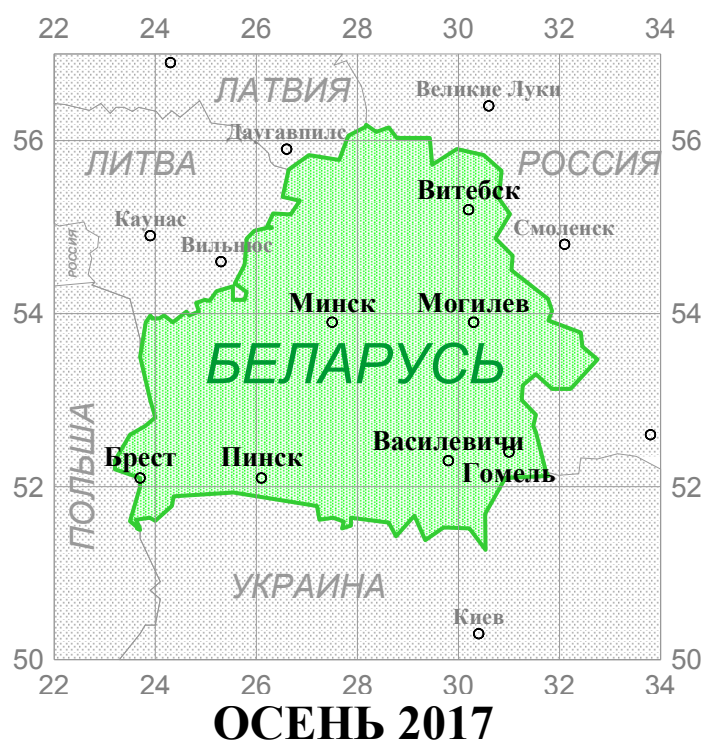 22 24 26 28 30 32 34
ЛАТВИЯ
Великие Луки
56 56
Даугавпилс
ЛИТВА
РОССИЯ
Витебск
Каунас
Смоленск
Вильнюс
РОССИЯ
54 54
Минск
Могилев
БЕЛАРУСЬ
ПОЛЬША
Василевичи
Брест
Пинск
Гомель
52 52
УКРАИНА
Киев
50 50
22 24 26 28 30 32 34
ОСЕНЬ 2017